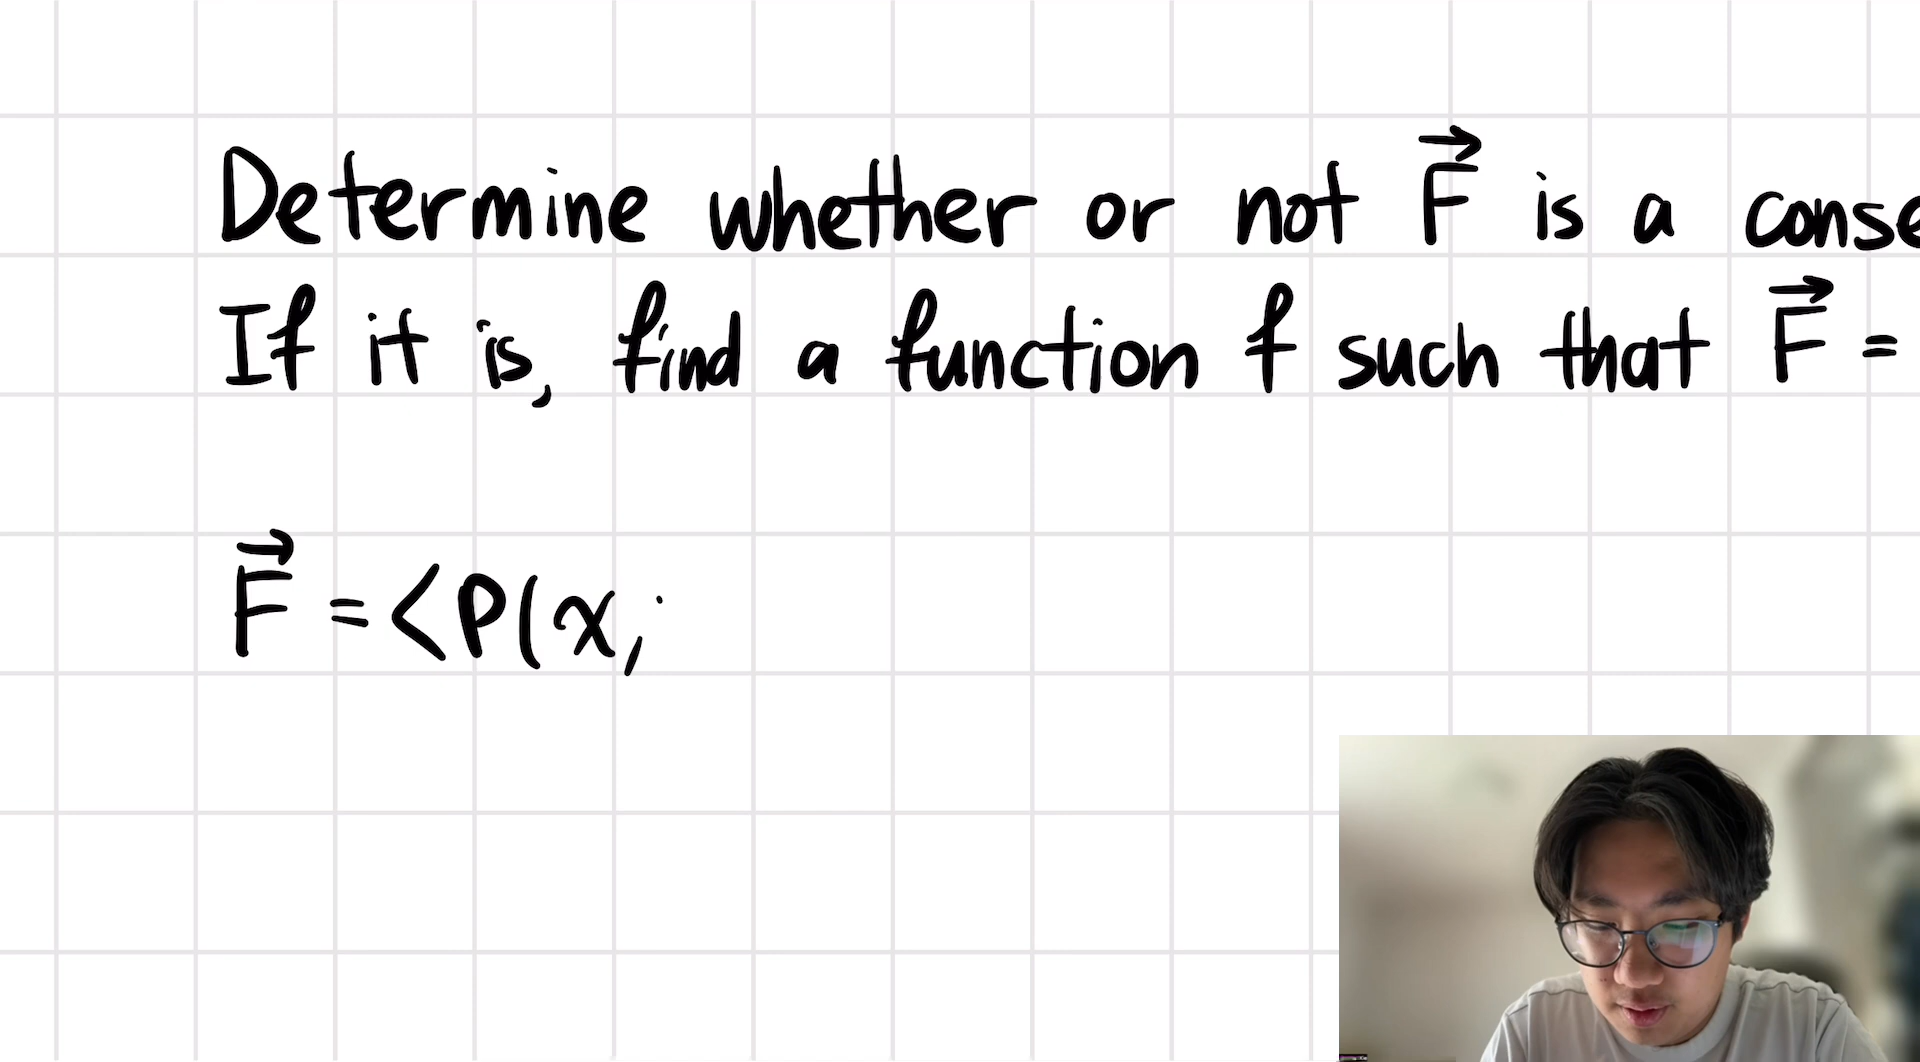 Determine whether or not F is a conse
If it is, find a function f such that F =
F = <P(x,